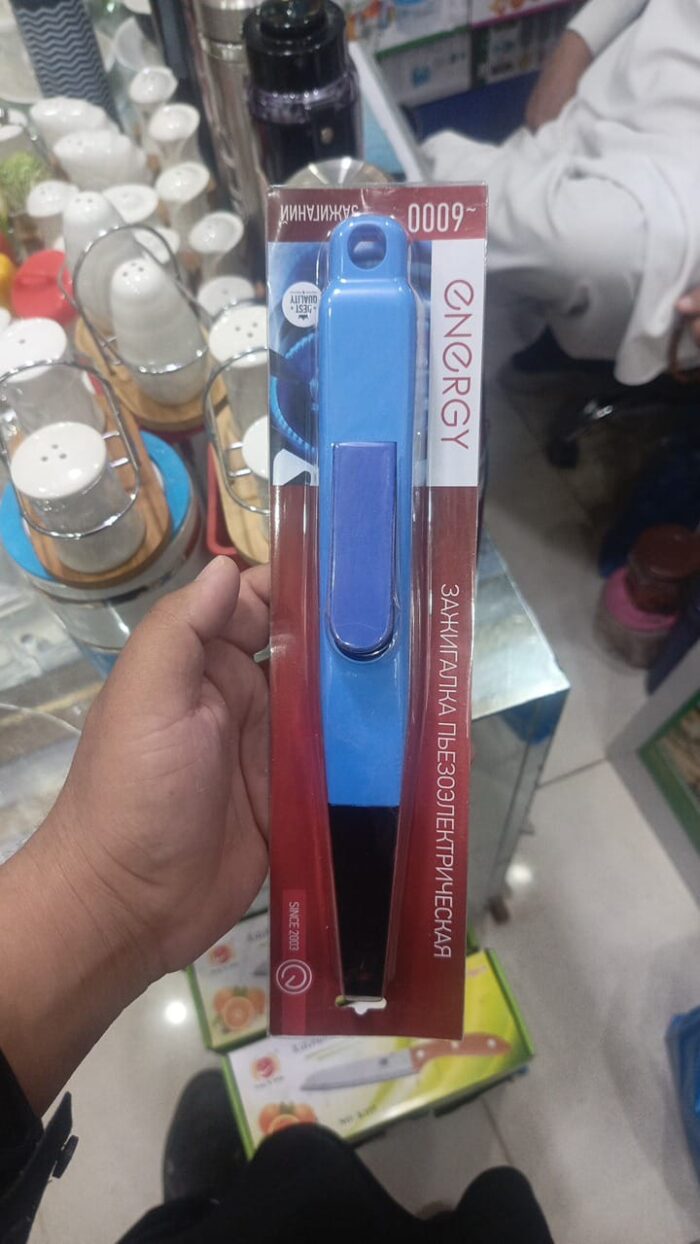 ~6000
ЗАЖИГАНИЙ
BEST
QUALITY
energy
ЗАЖИГАЛКА ПЬЕЗОЭЛЕКТРИЧЕСКАЯ
SINCE 2003